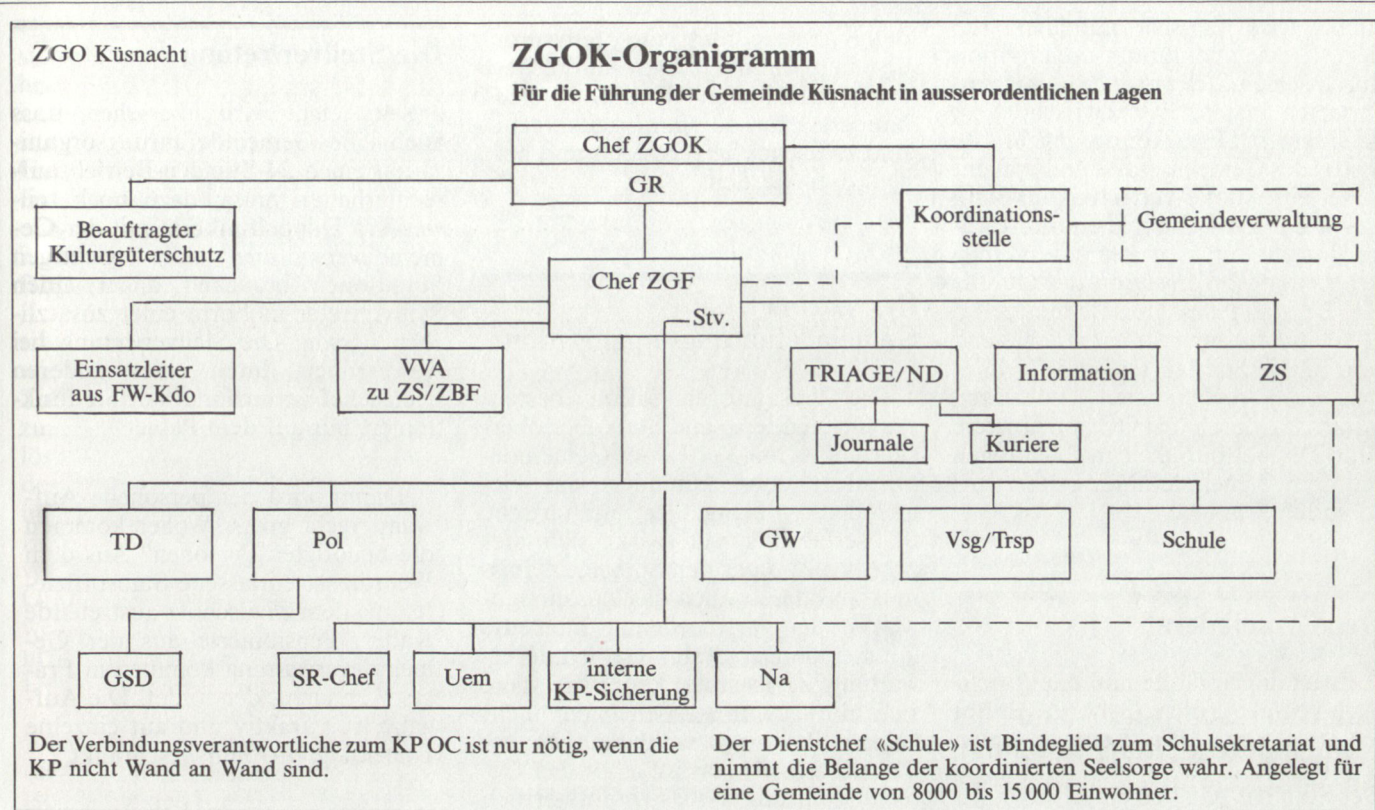 ZGO Küsnacht
ZGOK-Organigramm
Für die Führung der Gemeinde Küsnacht in ausserordentlichen Lagen
Chef ZGOK
GR
Beauftragter
Kulturgüterschutz
Koordinations-
stelle
Gemeindeverwaltung
Chef ZGF
Stv.
Einsatzleiter
aus FW-Kdo
VVA
zu ZS/ZBF
TRIAGE/ND
Information
ZS
Journale
Kuriere
TD
Pol
GW
Vsg/Trsp
Schule
GSD
SR-Chef
Uem
interne
KP-Sicherung
Na
Der Verbindungsverantwortliche zum KP OC ist nur nötig, wenn die
KP nicht Wand an Wand sind.
Der Dienstchef «Schule» ist Bindeglied zum Schulsekretariat und
nimmt die Belange der koordinierten Seelsorge wahr. Angelegt für
eine Gemeinde von 8000 bis 15 000 Einwohner.